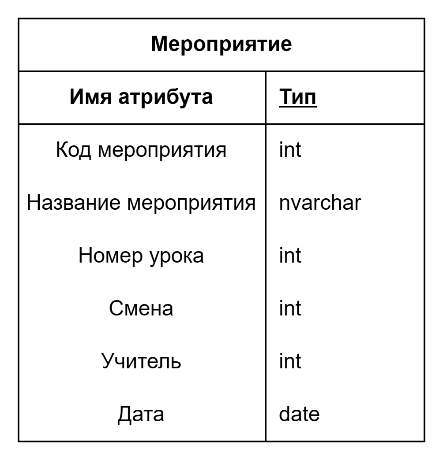 Мероприятие
Имя атрибута Тип
Код мероприятия int
Название мероприятия nvarchar
Номер урока int
Смена int
Учитель int
Дата date